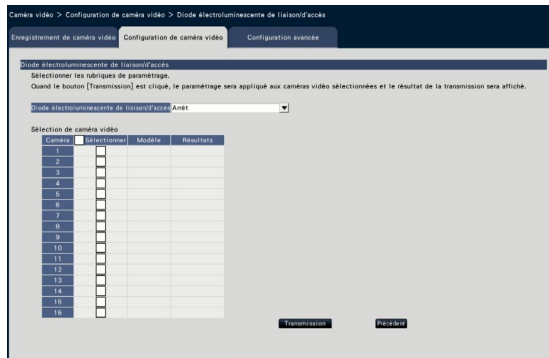 Caméra vidéo > Configuration de caméra vidéo > Diode électroluminescente de liaison/d'accès
Enregistrement de caméra vidéo Configuration de caméra vidéo Configuration avancée
Diode électroluminescente de liaison/d'accès
Sélectionner les rubriques de paramétrage.
Quand le bouton [Transmission] est cliqué, le paramétrage sera appliqué aux caméras vidéo sélectionnées et le résultat de la transmission sera affiché.
Diode électroluminescente de liaison/d'accès Arrêt
Sélection de caméra vidéo
Caméra Sélectionner Modèle Résultats
1
2
3
4
5
6
7
8
9
10
11
12
13
14
15
16
Transmission Précédent